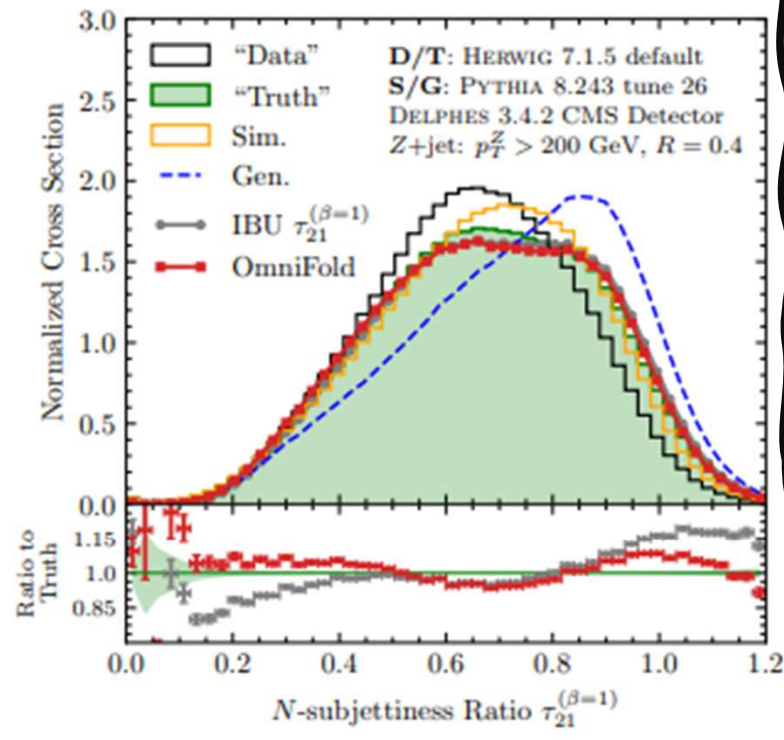 3.0
2.5
2.0
1.5
1.0
0.5
0.0
Normalized Cross Section
“Data”
“Truth”
Sim.
Gen.
IBU τ₂₁^(β=1)
OmniFold
D/T: HERWIG 7.1.5 default
S/G: PYTHIA 8.243 tune 26
DELPHES 3.4.2 CMS Detector
Z+jet: p_T^Z > 200 GeV, R = 0.4
1.15
1.0
0.85
Ratio to
Truth
0.0 0.2 0.4 0.6 0.8 1.0 1.2
N-subjettiness Ratio τ₂₁^(β=1)